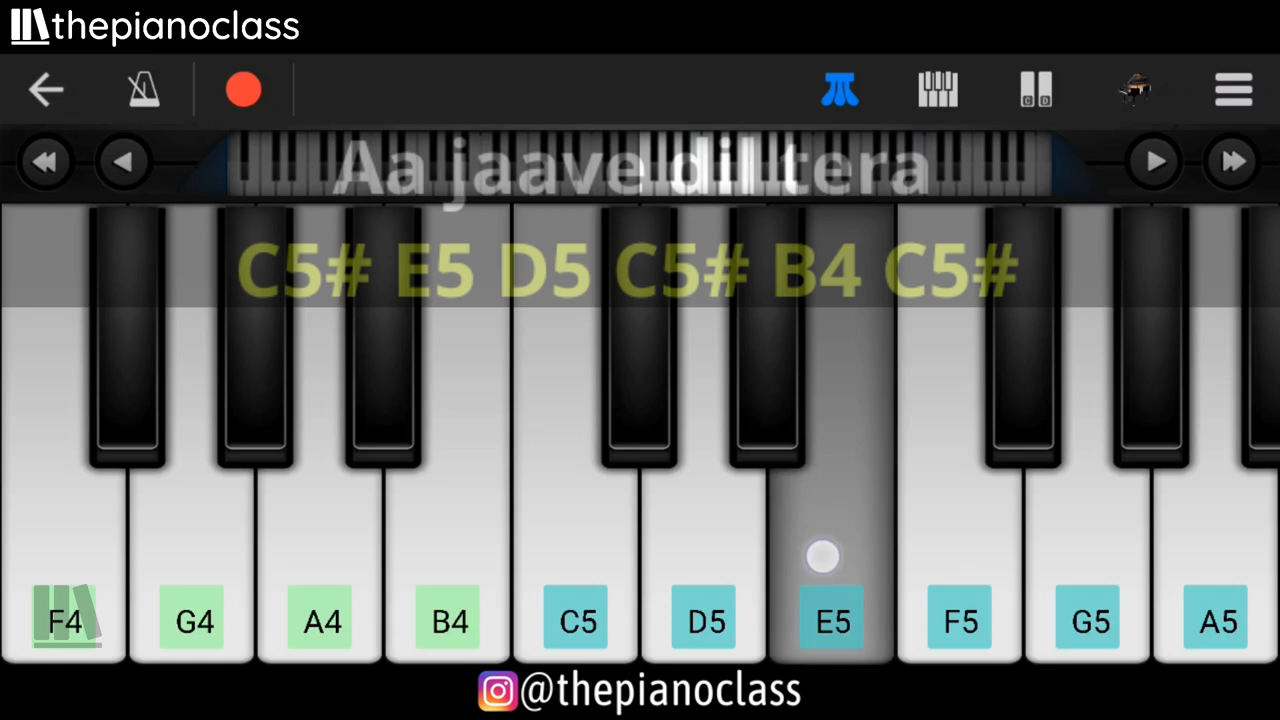 thepianoclass
Aa jaave dil tera
C5# E5 D5 C5# B4 C5#
F4 G4 A4 B4 C5 D5 E5 F5 G5 A5
@thepianoclass